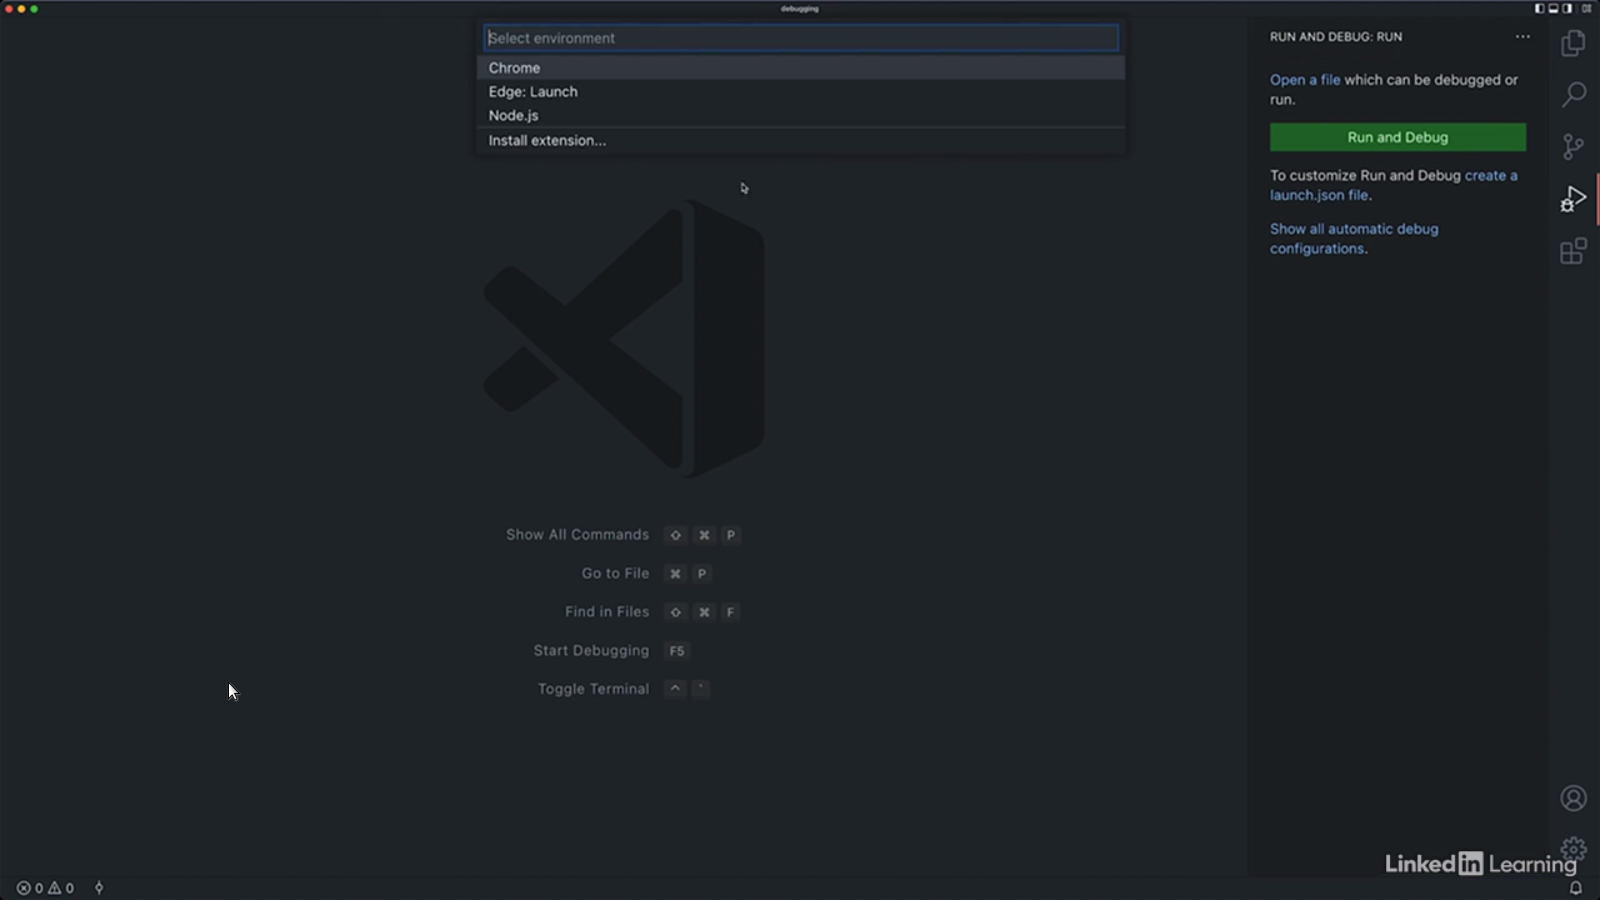 debugging
Select environment
Chrome
Edge: Launch
Node.js
Install extension...
RUN AND DEBUG: RUN
Open a file which can be debugged or
run.
Run and Debug
To customize Run and Debug create a
launch.json file.
Show all automatic debug
configurations.
Show All Commands ⇧ ⌘ P
Go to File ⌘ P
Find in Files ⇧ ⌘ F
Start Debugging F5
Toggle Terminal ^ `
LinkedIn Learning
0 0